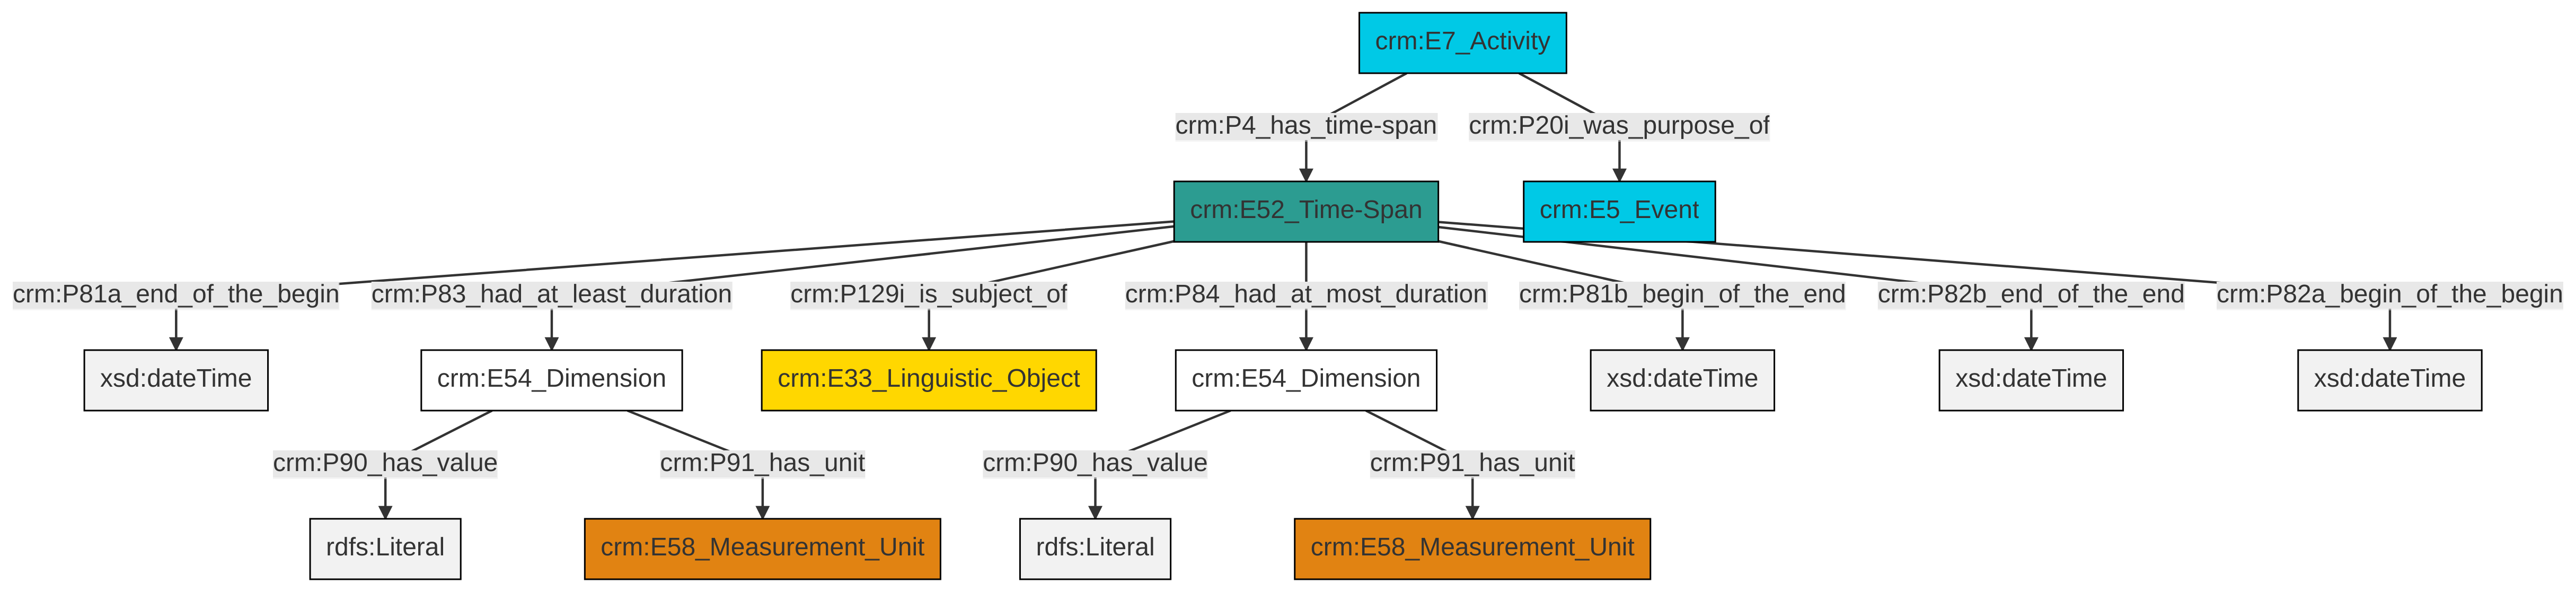 crm:E7_Activity
crm:P4_has_time-span
crm:P20i_was_purpose_of
crm:E52_Time-Span
crm:E5_Event
crm:P81a_end_of_the_begin
crm:P83_had_at_least_duration
crm:P129i_is_subject_of
crm:P84_had_at_most_duration
crm:P81b_begin_of_the_end
crm:P82b_end_of_the_end
crm:P82a_begin_of_the_begin
xsd:dateTime
crm:E54_Dimension
crm:E33_Linguistic_Object
crm:E54_Dimension
xsd:dateTime
xsd:dateTime
xsd:dateTime
crm:P90_has_value
crm:P91_has_unit
crm:P90_has_value
crm:P91_has_unit
rdfs:Literal
crm:E58_Measurement_Unit
rdfs:Literal
crm:E58_Measurement_Unit